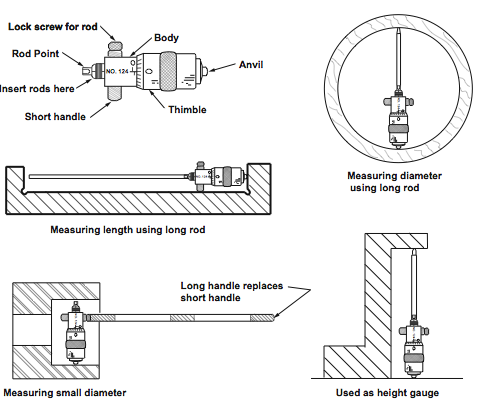 Lock screw for rod
Body
Rod Point
NO. 124
Anvil
Insert rods here
Short handle
Thimble
Measuring diameter
using long rod
NO. 124
Measuring length using long rod
Long handle replaces
short handle
Measuring small diameter
Used as height gauge